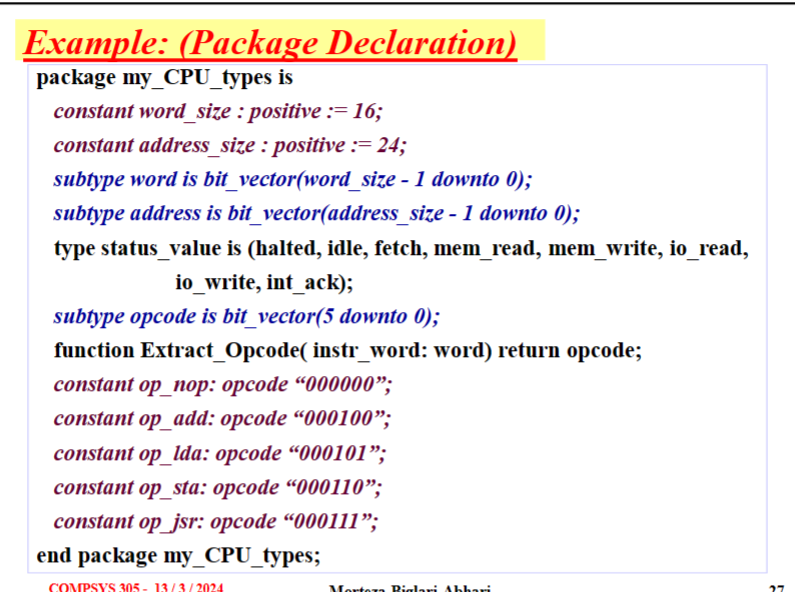 Example: (Package Declaration)
package my_CPU_types is
constant word_size : positive := 16;
constant address_size : positive := 24;
subtype word is bit_vector(word_size - 1 downto 0);
subtype address is bit_vector(address_size - 1 downto 0);
type status_value is (halted, idle, fetch, mem_read, mem_write, io_read,
io_write, int_ack);
subtype opcode is bit_vector(5 downto 0);
function Extract_Opcode( instr_word: word) return opcode;
constant op_nop: opcode “000000”;
constant op_add: opcode “000100”;
constant op_lda: opcode “000101”;
constant op_sta: opcode “000110”;
constant op_jsr: opcode “000111”;
end package my_CPU_types;
COMPSYS 305 - 13 / 3 / 2024 Morteza Biglari-Abhari 27